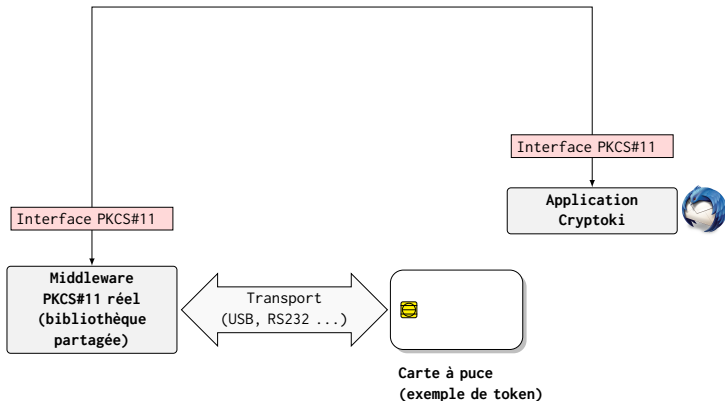 Interface PKCS#11
Application
Cryptoki
Interface PKCS#11
Middleware
PKCS#11 réel
(bibliothèque
partagée)
Transport
(USB, RS232 ...)
Carte à puce
(exemple de token)